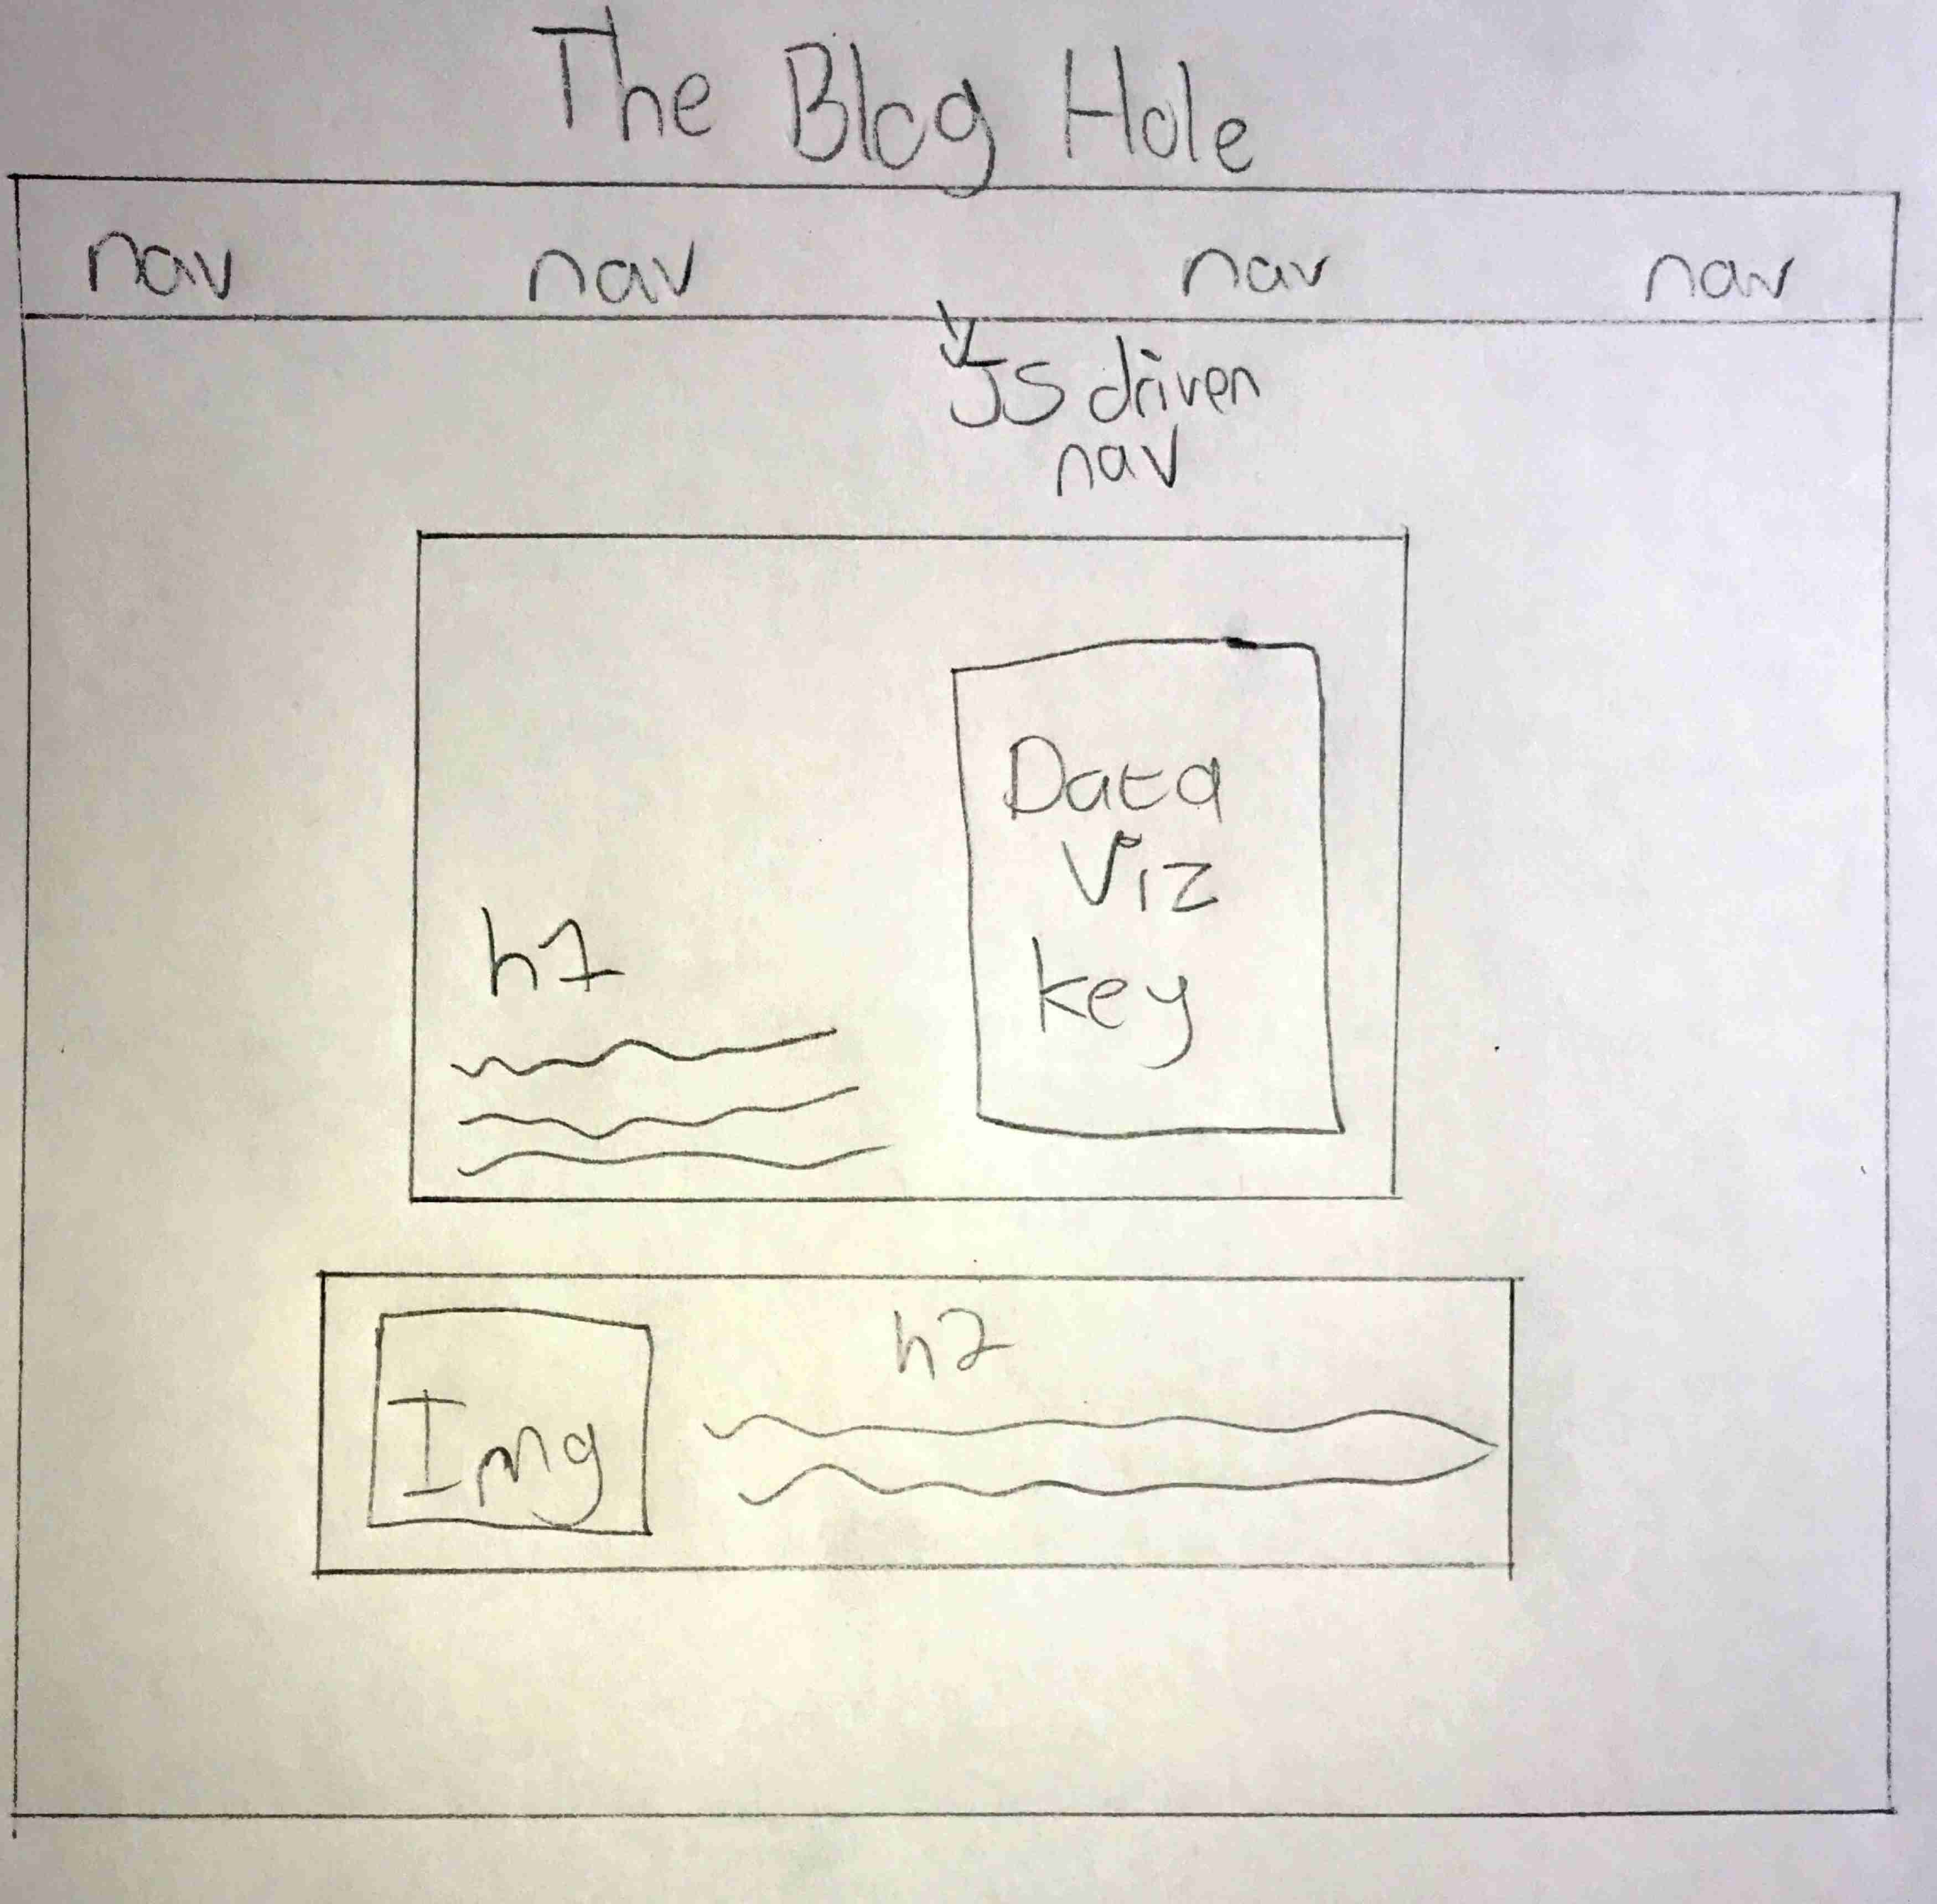 The Blog Hole
nav nav nav nav
JS driven
nav
Data
Viz
key
h1
h2
Img